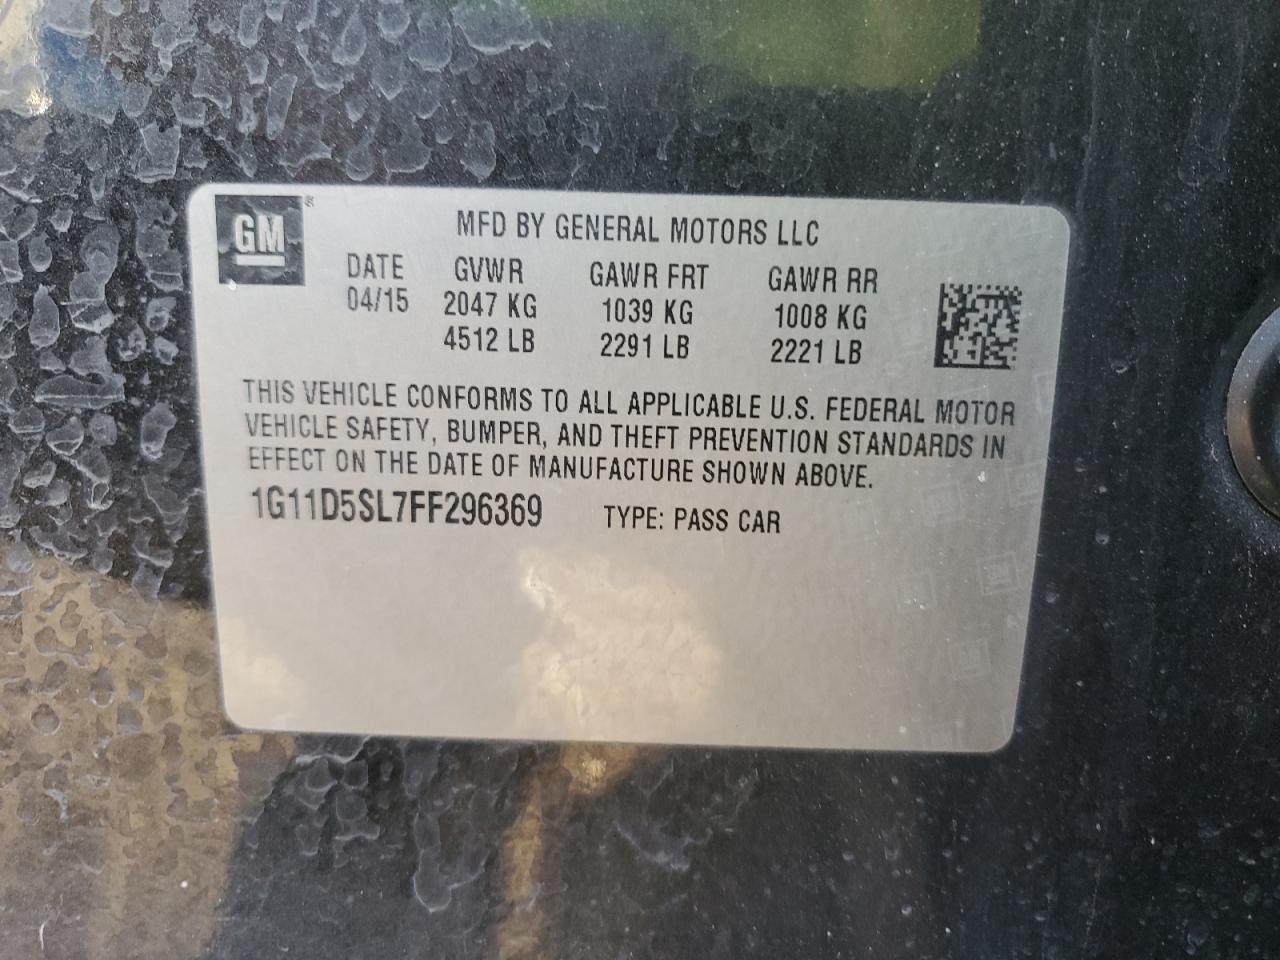 GM
MFD BY GENERAL MOTORS LLC
DATE GVWR GAWR FRT GAWR RR
04/15 2047 KG 1039 KG 1008 KG
4512 LB 2291 LB 2221 LB
THIS VEHICLE CONFORMS TO ALL APPLICABLE U.S. FEDERAL MOTOR
VEHICLE SAFETY, BUMPER, AND THEFT PREVENTION STANDARDS IN
EFFECT ON THE DATE OF MANUFACTURE SHOWN ABOVE.
1G11D5SL7FF296369 TYPE: PASS CAR